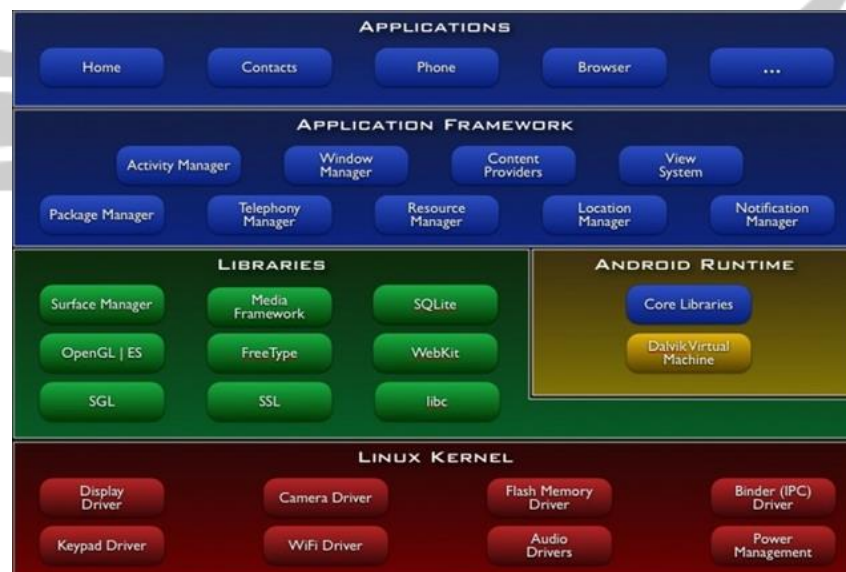 APPLICATIONS
Home
Contacts
Phone
Browser
...
APPLICATION FRAMEWORK
Activity Manager
Window
Manager
Content
Providers
View
System
Package Manager
Telephony
Manager
Resource
Manager
Location
Manager
Notification
Manager
LIBRARIES
Surface Manager
Media
Framework
SQLite
OpenGL | ES
FreeType
WebKit
SGL
SSL
libc
ANDROID RUNTIME
Core Libraries
Dalvik Virtual
Machine
LINUX KERNEL
Display
Driver
Camera Driver
Flash Memory
Driver
Binder (IPC)
Driver
Keypad Driver
WiFi Driver
Audio
Drivers
Power
Management